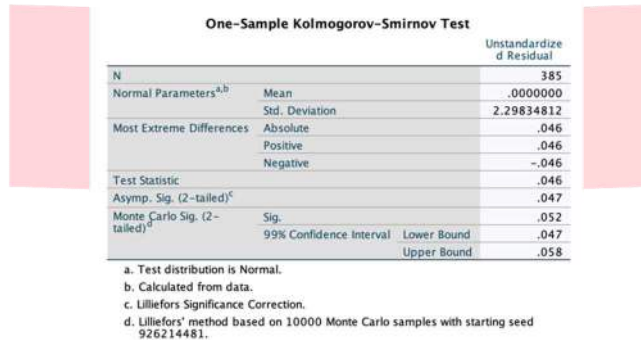 One-Sample Kolmogorov-Smirnov Test
Unstandardize
d Residual
N 385
Normal Parametersa,b Mean .0000000
Std. Deviation 2.29834812
Most Extreme Differences Absolute .046
Positive .046
Negative -.046
Test Statistic .046
Asymp. Sig. (2-tailed)c .047
Monte Carlo Sig. (2-
tailed)d Sig. .052
99% Confidence Interval Lower Bound .047
Upper Bound .058
a. Test distribution is Normal.
b. Calculated from data.
c. Lilliefors Significance Correction.
d. Lilliefors' method based on 10000 Monte Carlo samples with starting seed
926214481.